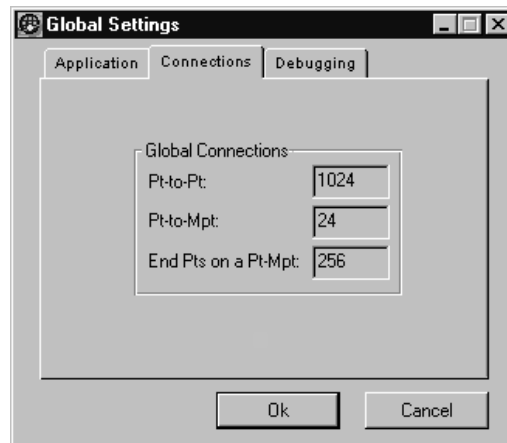 Global Settings
Application Connections Debugging
Global Connections
Pt-to-Pt: 1024
Pt-to-Mpt: 24
End Pts on a Pt-Mpt: 256
Ok Cancel